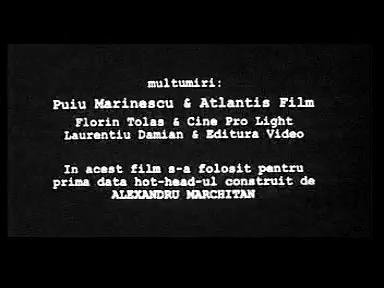 multumiri:
Puiu Marinescu & Atlantis Film
Florin Tolas & Cine Pro Light
Laurentiu Damian & Editura Video
In acest film s-a folosit pentru
prima data hot-head-ul construit de
ALEXANDRU MARCHITAN